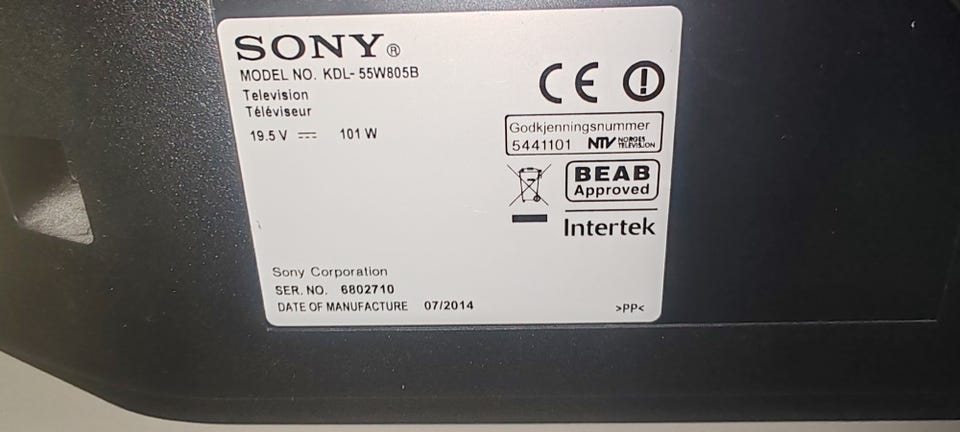 SONY®
MODEL NO. KDL-55W805B
Television
Téléviseur
19.5 V ⎓ 101 W
CE
Godkjenningsnummer
5441101 NTV NORGES TELEVISJON
BEAB
Approved
Intertek
Sony Corporation
SER. NO. 6802710
DATE OF MANUFACTURE 07/2014
>PP<